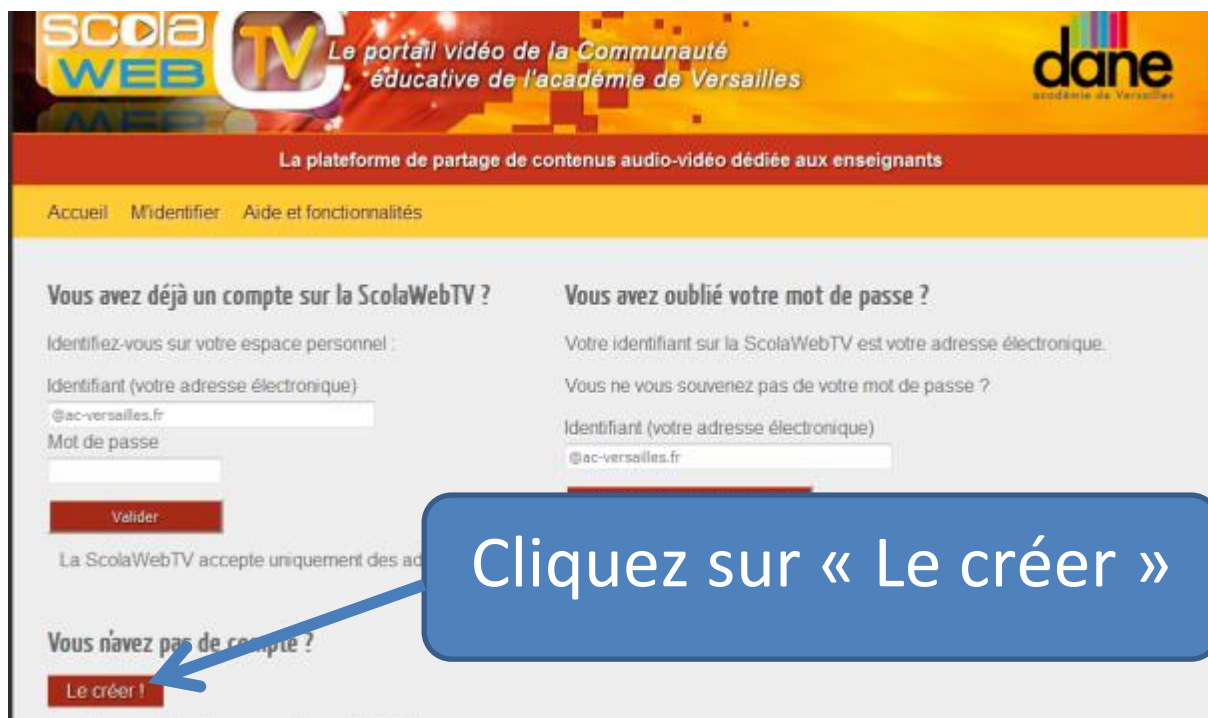 scola
WEB
TV
Le portail vidéo de la Communauté
éducative de l'académie de Versailles
dane
académie de Versailles
La plateforme de partage de contenus audio-vidéo dédiée aux enseignants
Accueil M'identifier Aide et fonctionnalités
Vous avez déjà un compte sur la ScolaWebTV ?
Identifiez-vous sur votre espace personnel :
Identifiant (votre adresse électronique)
@ac-versailles.fr
Mot de passe
Valider
La ScolaWebTV accepte uniquement des ad
Vous avez oublié votre mot de passe ?
Votre identifiant sur la ScolaWebTV est votre adresse électronique.
Vous ne vous souvenez pas de votre mot de passe ?
Identifiant (votre adresse électronique)
@ac-versailles.fr
Cliquez sur « Le créer »
Vous n'avez pas de compte ?
Le créer !